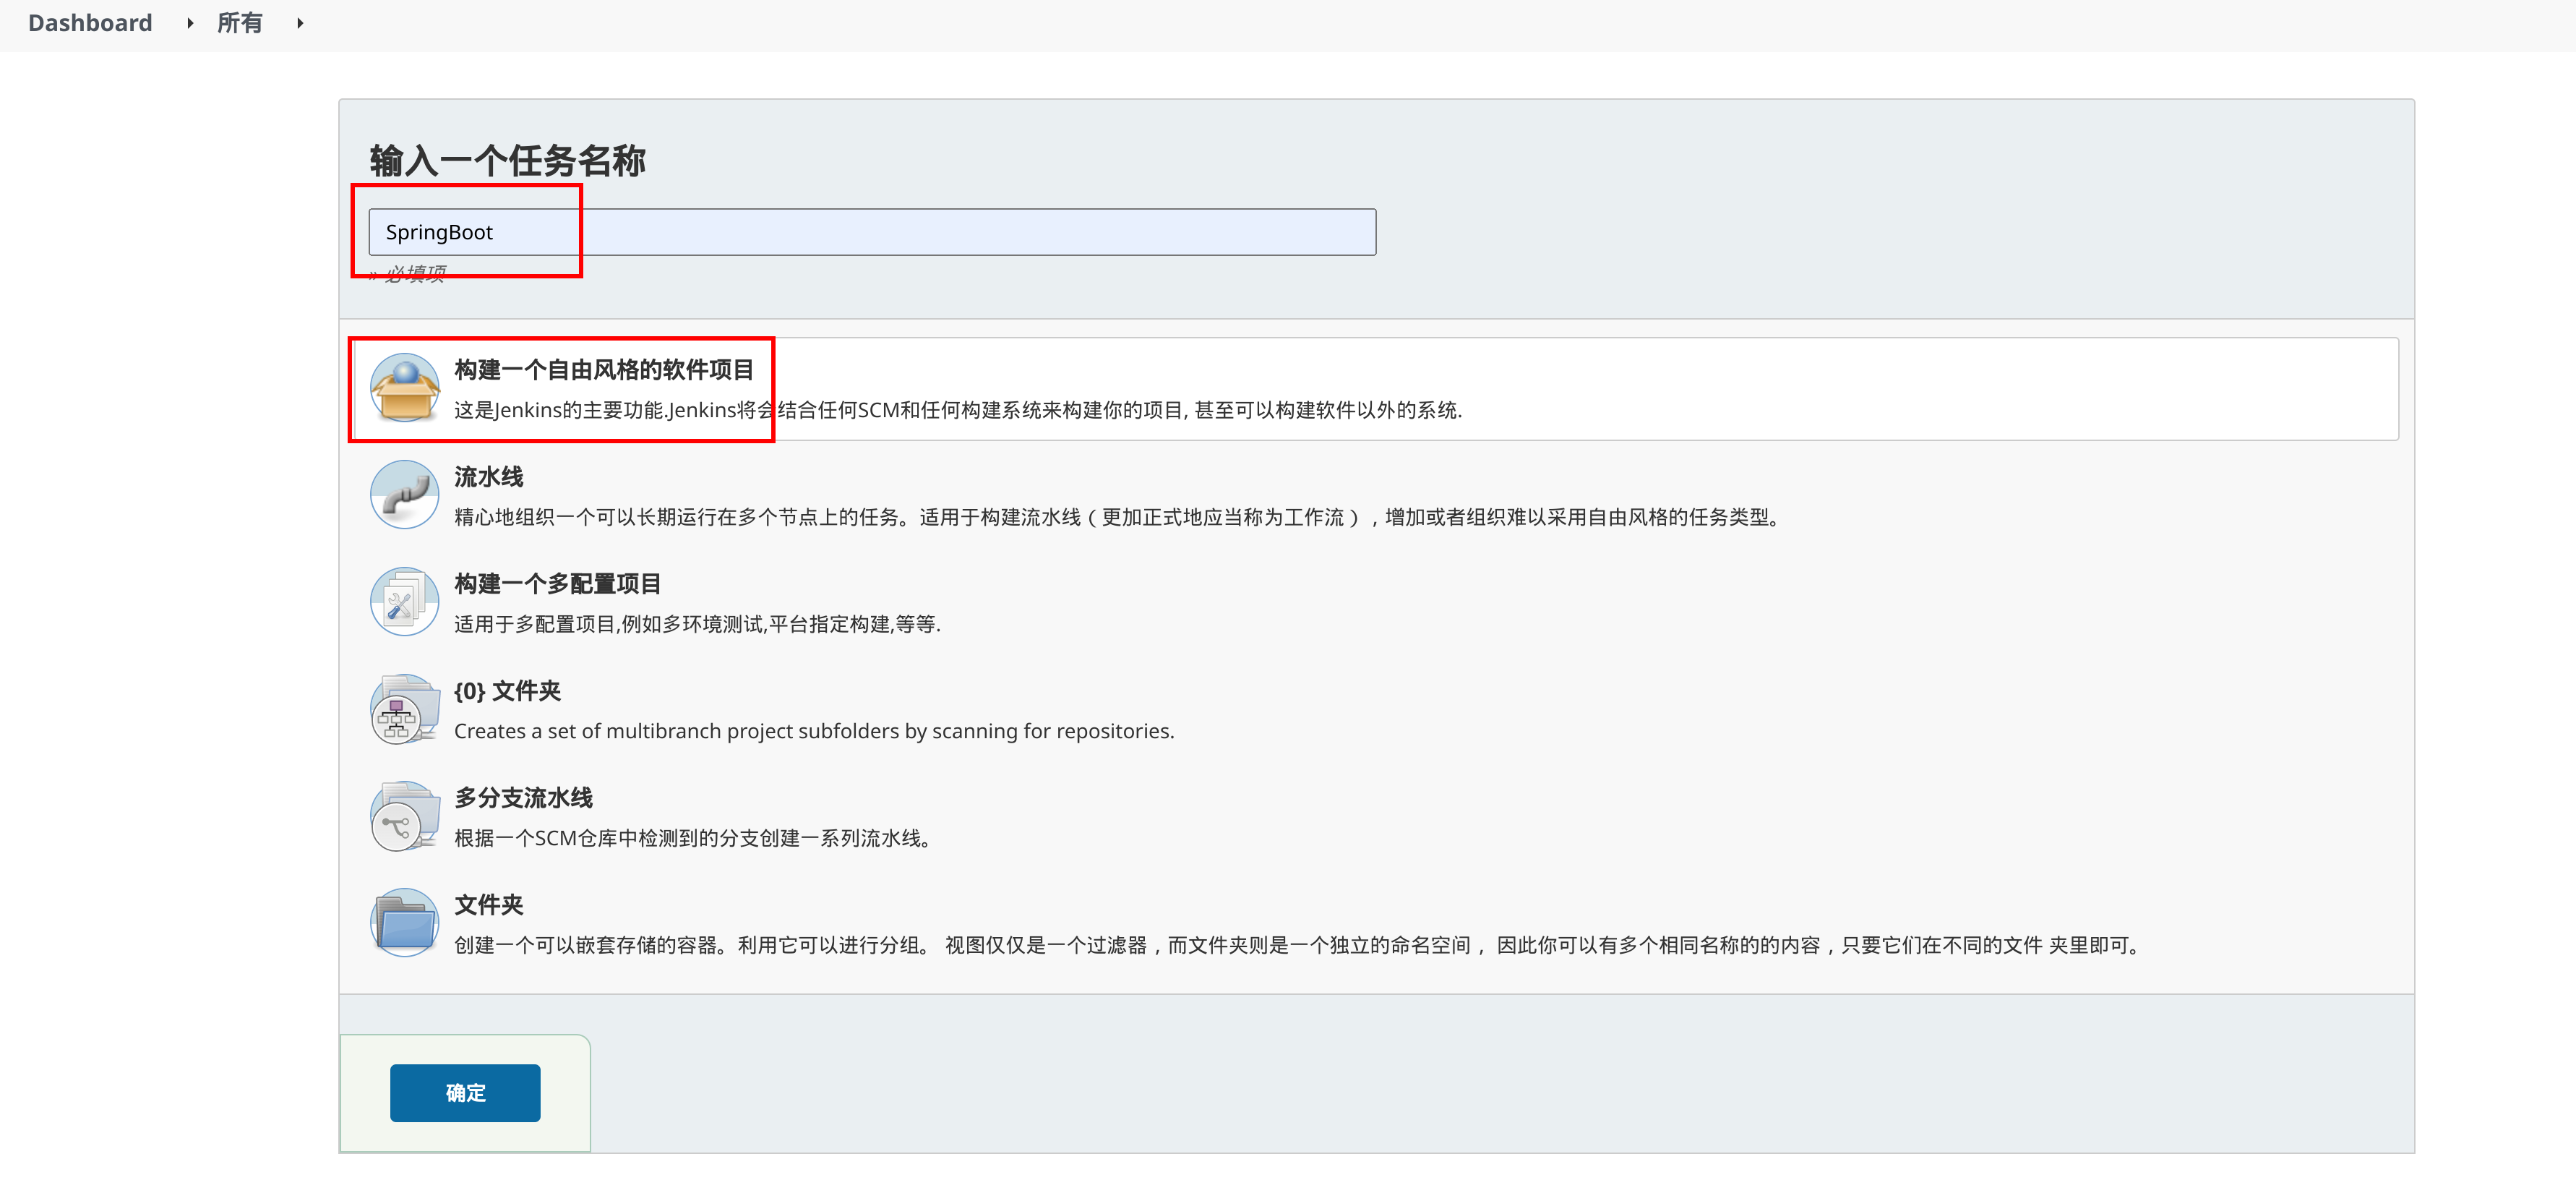 Dashboard 所有
输入一个任务名称
SpringBoot
» 必填项
构建一个自由风格的软件项目
这是Jenkins的主要功能.Jenkins将会结合任何SCM和任何构建系统来构建你的项目, 甚至可以构建软件以外的系统.
流水线
精心地组织一个可以长期运行在多个节点上的任务。适用于构建流水线（更加正式地应当称为工作流），增加或者组织难以采用自由风格的任务类型。
构建一个多配置项目
适用于多配置项目,例如多环境测试,平台指定构建,等等.
{0} 文件夹
Creates a set of multibranch project subfolders by scanning for repositories.
多分支流水线
根据一个SCM仓库中检测到的分支创建一系列流水线。
文件夹
创建一个可以嵌套存储的容器。利用它可以进行分组。 视图仅仅是一个过滤器，而文件夹则是一个独立的命名空间， 因此你可以有多个相同名称的的内容，只要它们在不同的文件 夹里即可。
确定